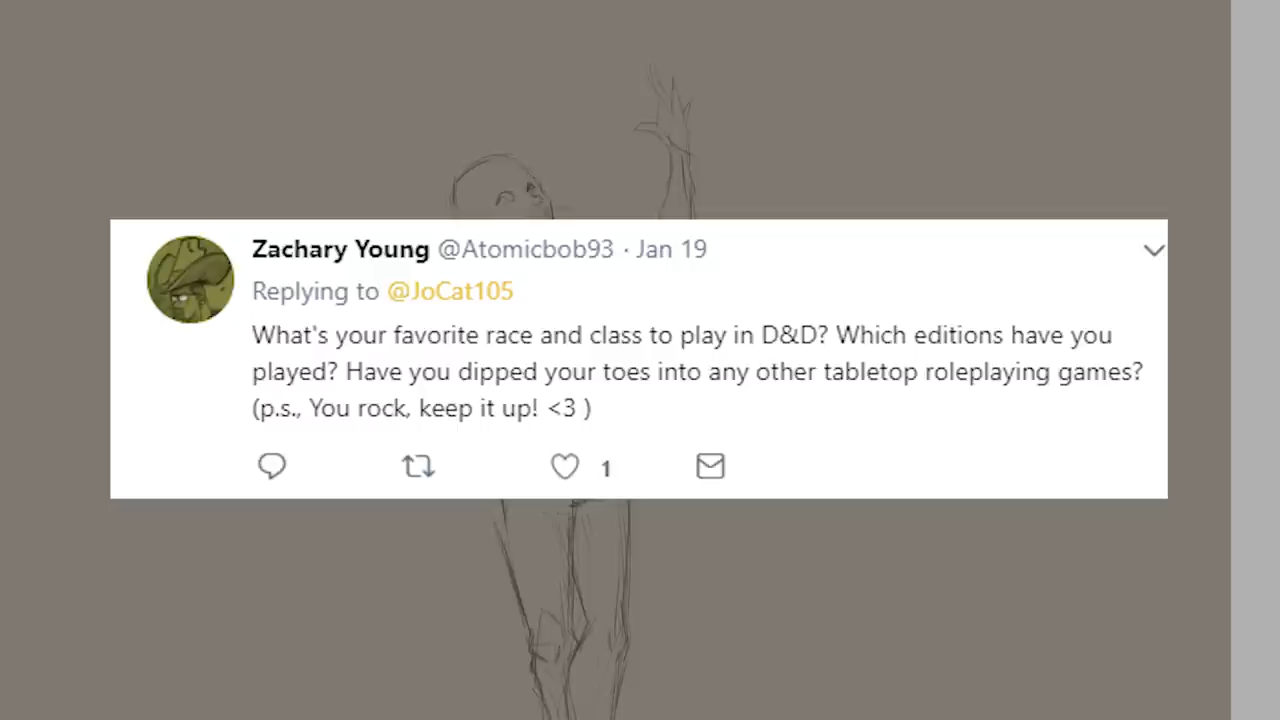 Zachary Young @Atomicbob93 · Jan 19
Replying to @JoCat105
What's your favorite race and class to play in D&D? Which editions have you
played? Have you dipped your toes into any other tabletop roleplaying games?
(p.s., You rock, keep it up! <3 )
1